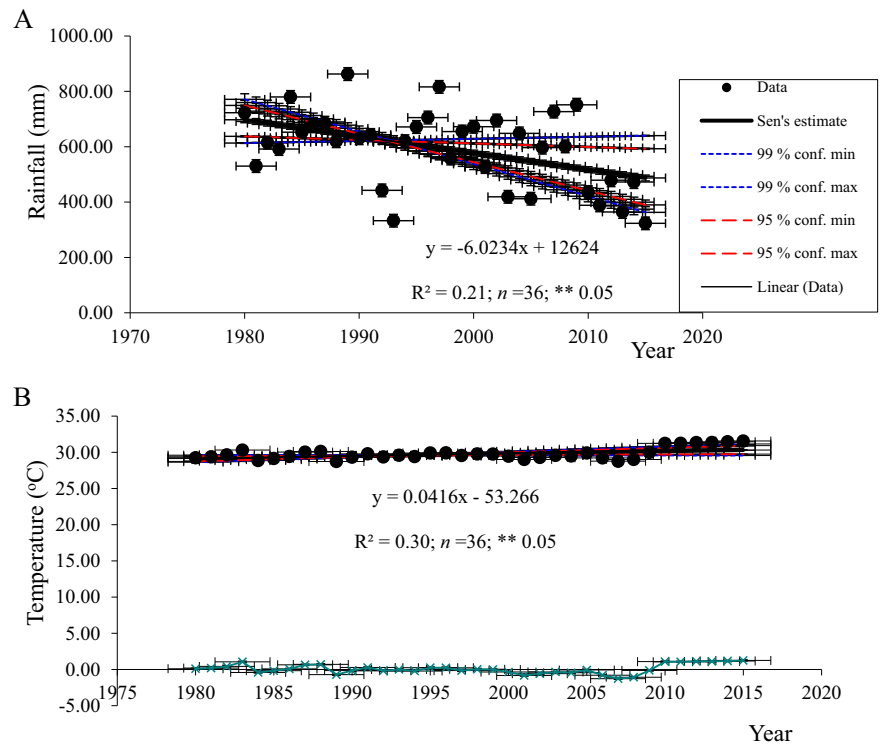 A
1000.00
800.00
600.00
400.00
200.00
0.00
Rainfall (mm)
1970
1980
1990
2000
2010
2020
Year
y = -6.0234x + 12624
R² = 0.21; n =36; ** 0.05
Data
Sen's estimate
99 % conf. min
99 % conf. max
95 % conf. min
95 % conf. max
Linear (Data)
B
35.00
30.00
25.00
20.00
15.00
10.00
5.00
0.00
-5.00
Temperature (°C)
y = 0.0416x - 53.266
R² = 0.30; n =36; ** 0.05
1975
1980
1985
1990
1995
2000
2005
2010
2015
2020
Year